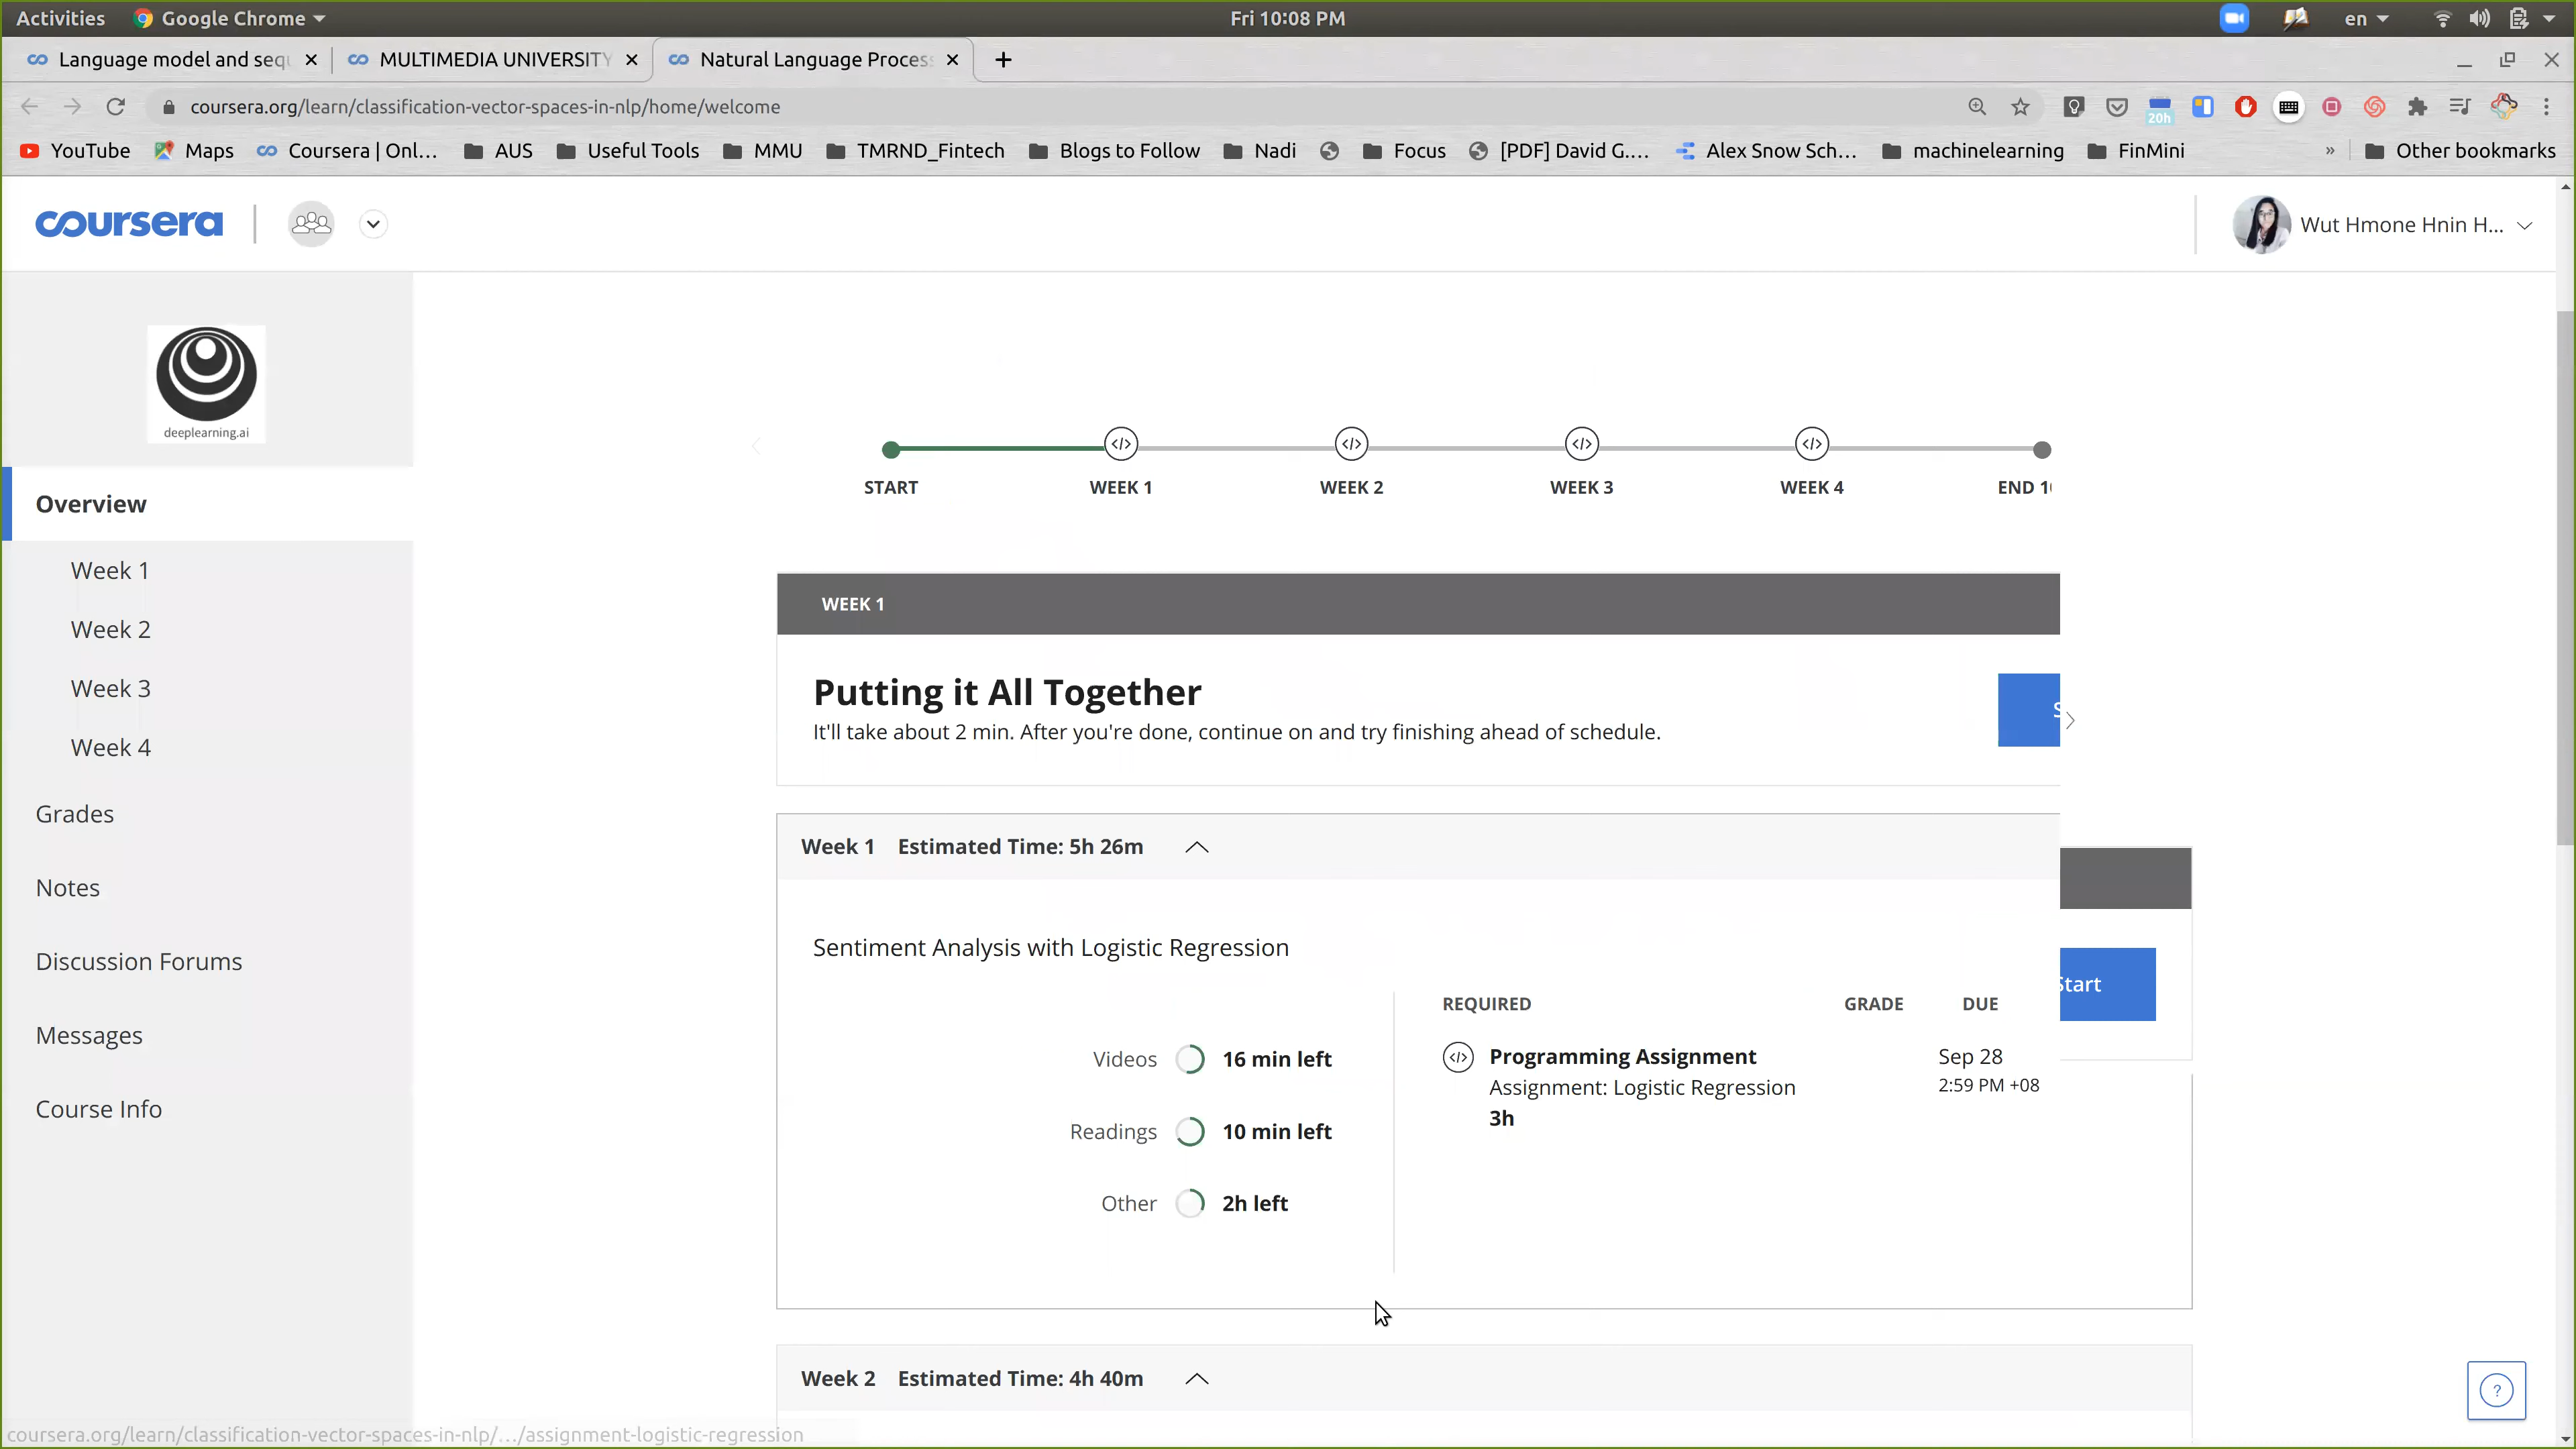 Activities Google Chrome Fri 10:08 PM en
Language model and sequ MULTIMEDIA UNIVERSITY Natural Language Process
coursera.org/learn/classification-vector-spaces-in-nlp/home/welcome
20h
YouTube Maps Coursera | Onl... AUS Useful Tools MMU TMRND_Fintech Blogs to Follow Nadi Focus [PDF] David G.... Alex Snow Sch... machinelearning FinMini » Other bookmarks
coursera
Wut Hmone Hnin H...
deeplearning.ai
START WEEK 1 WEEK 2 WEEK 3 WEEK 4 END 1
Overview
Week 1
Week 2
Week 3
Week 4
Grades
Notes
Discussion Forums
Messages
Course Info
WEEK 1
Putting it All Together
It'll take about 2 min. After you're done, continue on and try finishing ahead of schedule.
S
Week 1 Estimated Time: 5h 26m
Sentiment Analysis with Logistic Regression
Start
REQUIRED GRADE DUE
Videos 16 min left
Readings 10 min left
Other 2h left
Programming Assignment Sep 28
Assignment: Logistic Regression 2:59 PM +08
3h
Week 2 Estimated Time: 4h 40m
?
coursera.org/learn/classification-vector-spaces-in-nlp/.../assignment-logistic-regression